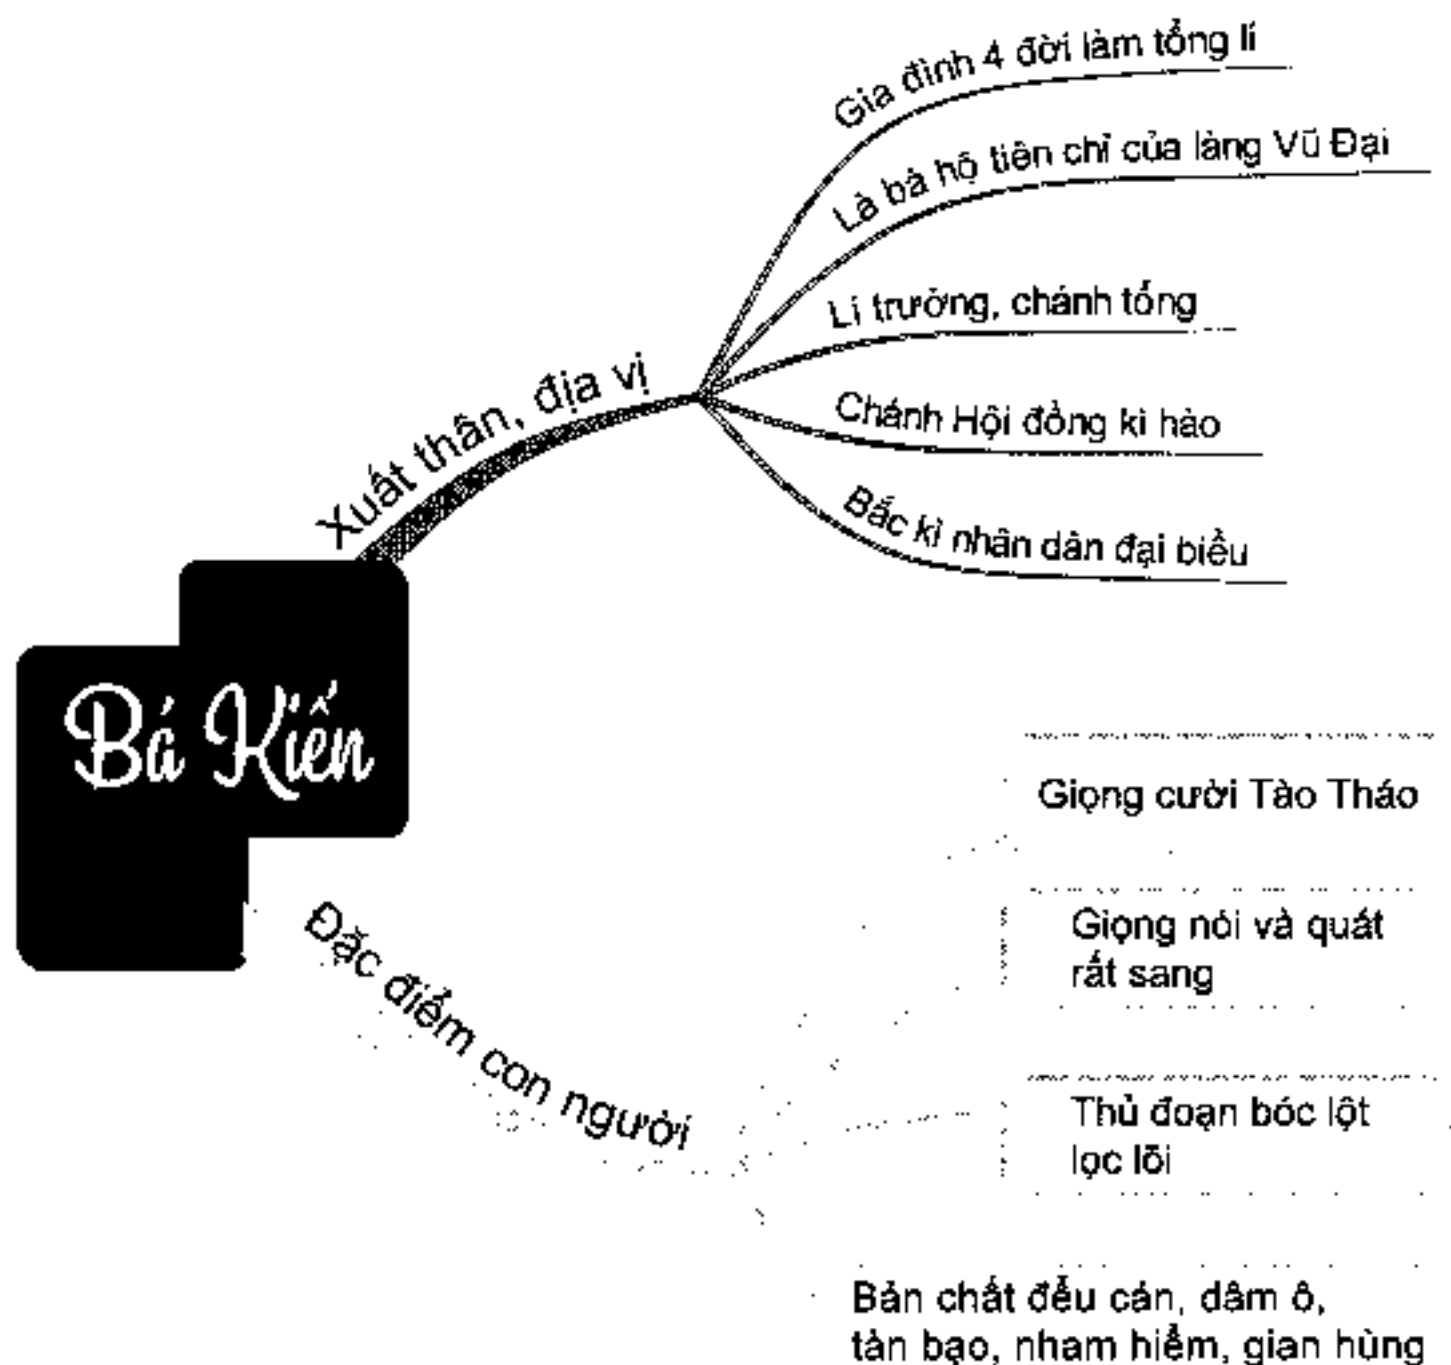 Gia đình 4 đời làm tổng lí
Là bà hộ tiên chỉ của làng Vũ Đại
Lí trưởng, chánh tổng
Chánh Hội đồng kì hào
Bắc kì nhân dân đại biểu
Xuất thân, địa vị
Bá Kiến
Đặc điểm con người
Giọng cười Tào Tháo
Giọng nói và quát
rất sang
Thủ đoạn bóc lột
lọc lõi
Bản chất đểu cán, dâm ô,
tàn bạo, nham hiểm, gian hùng